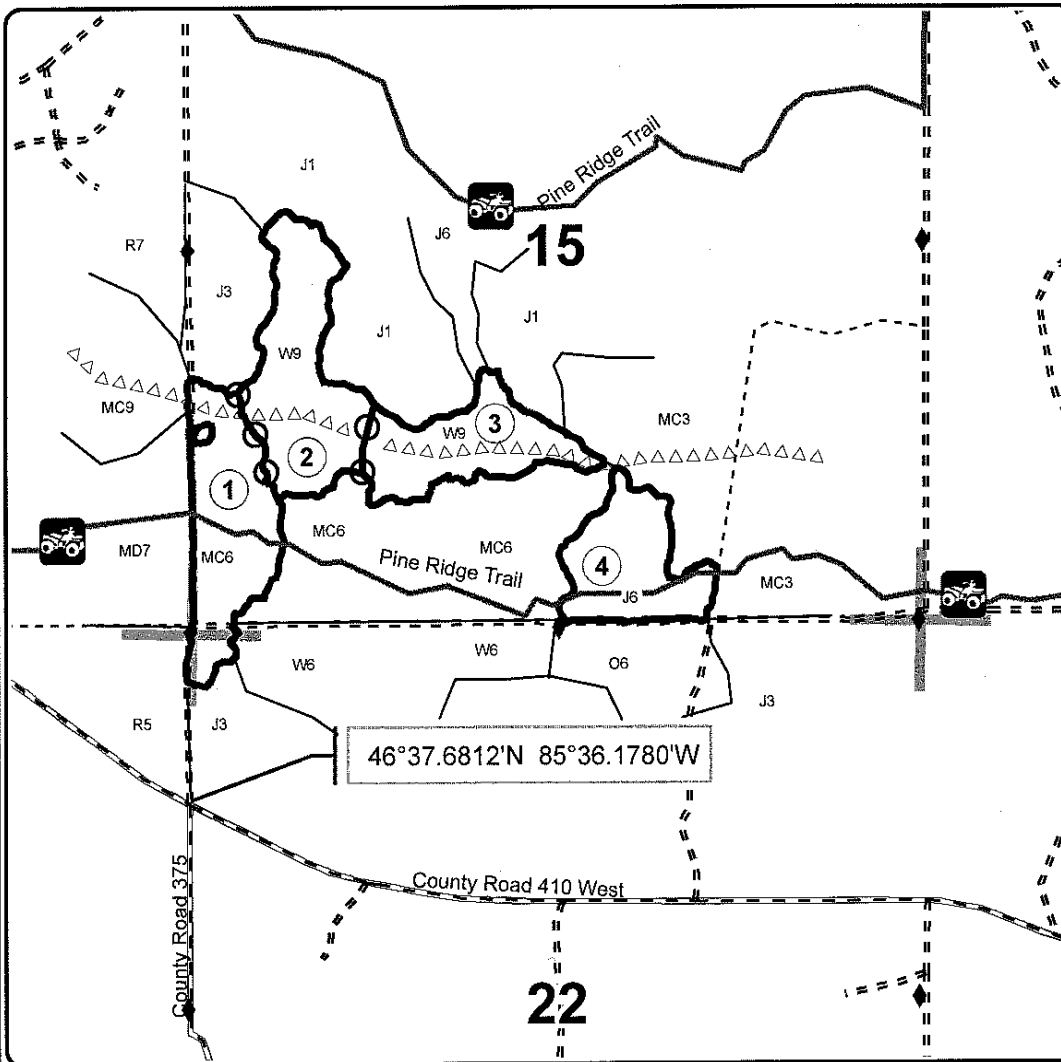 J1
Pine Ridge Trail
R7
J6
15
J3
J1
J1
W9
MC9
3
W9
MC3
2
1
MC6
MC6
MD7
MC6
Pine Ridge Trail
4
MC3
J6
W6
W6
O6
J3
R5
J3
46°37.6812'N 85°36.1780'W
County Road 375
County Road 410 West
22